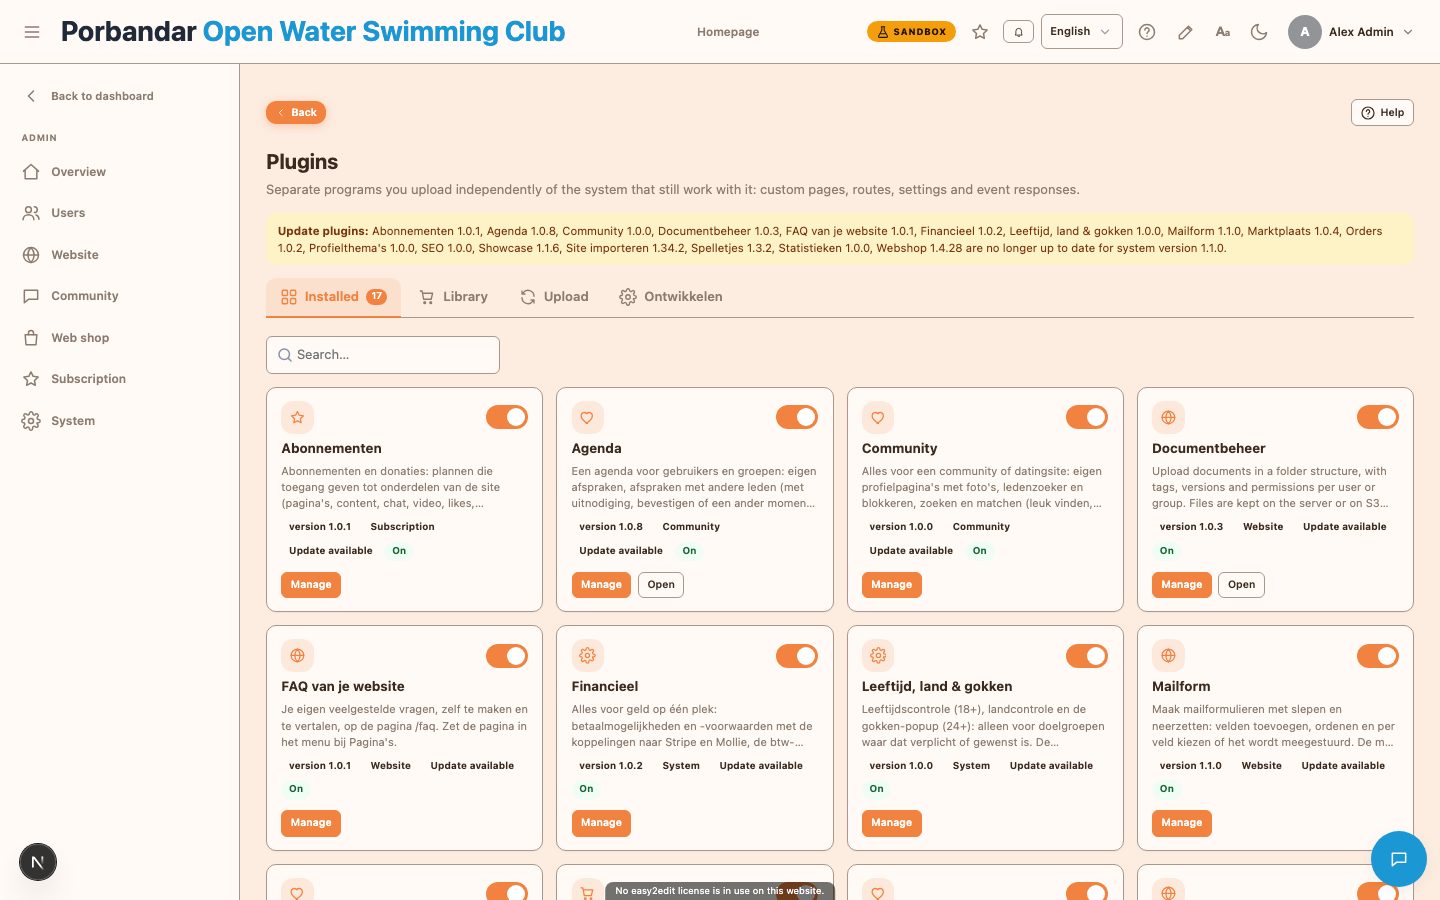 Porbandar Open Water Swimming Club
Homepage
SANDBOX
English
Aa
A
Alex Admin
Back to dashboard
ADMIN
Overview
Users
Website
Community
Web shop
Subscription
System
N
Back
Help
Plugins
Separate programs you upload independently of the system that still work with it: custom pages, routes, settings and event responses.
Update plugins: Abonnementen 1.0.1, Agenda 1.0.8, Community 1.0.0, Documentbeheer 1.0.3, FAQ van je website 1.0.1, Financieel 1.0.2, Leeftijd, land & gokken 1.0.0, Mailform 1.1.0, Marktplaats 1.0.4, Orders
1.0.2, Profielthema's 1.0.0, SEO 1.0.0, Showcase 1.1.6, Site importeren 1.34.2, Spelletjes 1.3.2, Statistieken 1.0.0, Webshop 1.4.28 are no longer up to date for system version 1.1.0.
Installed 17
Library
Upload
Ontwikkelen
Search...
Abonnementen
Abonnementen en donaties: plannen die
toegang geven tot onderdelen van de site
(pagina's, content, chat, video, likes,...
version 1.0.1 Subscription
Update available On
Manage
Agenda
Een agenda voor gebruikers en groepen: eigen
afspraken, afspraken met andere leden (met
uitnodiging, bevestigen of een ander momen...
version 1.0.8 Community
Update available On
Manage Open
Community
Alles voor een community of datingsite: eigen
profielpagina's met foto's, ledenzoeker en
blokkeren, zoeken en matchen (leuk vinden,...
version 1.0.0 Community
Update available On
Manage
Documentbeheer
Upload documents in a folder structure, with
tags, versions and permissions per user or
group. Files are kept on the server or on S3...
version 1.0.3 Website Update available
On
Manage Open
FAQ van je website
Je eigen veelgestelde vragen, zelf te maken en
te vertalen, op de pagina /faq. Zet de pagina in
het menu bij Pagina's.
version 1.0.1 Website Update available
On
Manage
Financieel
Alles voor geld op één plek:
betaalmogelijkheden en -voorwaarden met de
koppelingen naar Stripe en Mollie, de btw-...
version 1.0.2 System Update available
On
Manage
Leeftijd, land & gokken
Leeftijdscontrole (18+), landcontrole en de
gokken-popup (24+): alleen voor doelgroepen
waar dat verplicht of gewenst is. De...
version 1.0.0 System Update available
On
Manage
Mailform
Maak mailformulieren met slepen en
neerzetten: velden toevoegen, ordenen en per
veld kiezen of het wordt meegestuurd. De m...
version 1.1.0 Website Update available
On
Manage
No easy2edit license is in use on this website.